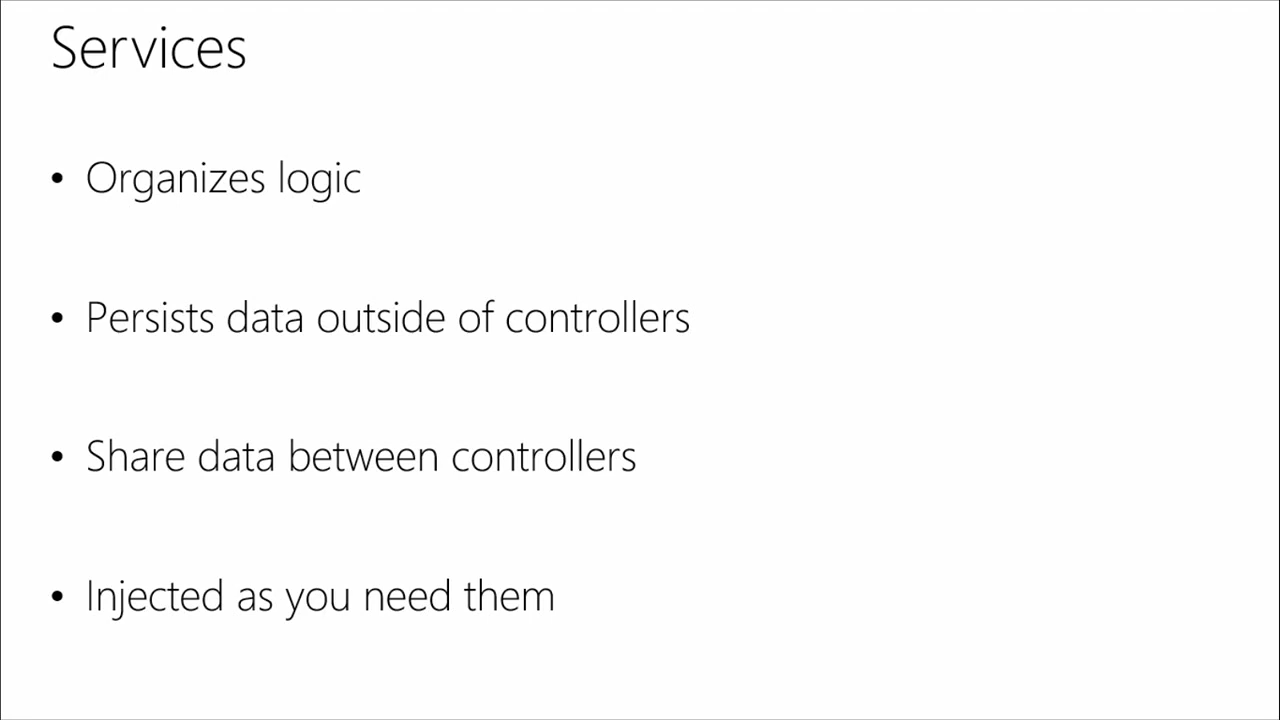 Services
• Organizes logic
• Persists data outside of controllers
• Share data between controllers
• Injected as you need them